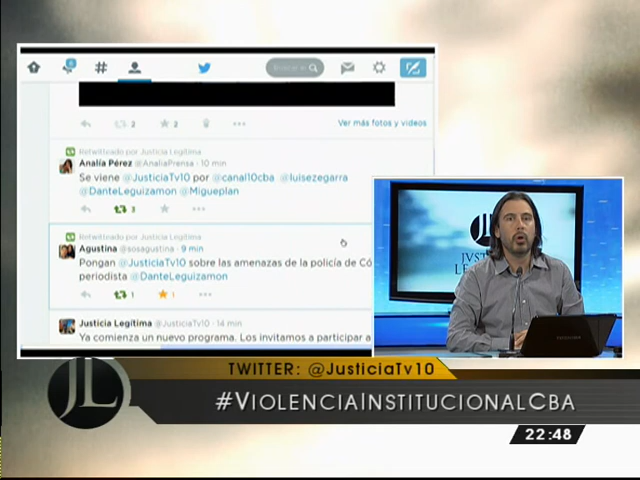 Ver más fotos y videos
Retwitteado por Justicia Legítima
Analía Pérez @AnaliaPrensa · 10 min
Se viene @JusticiaTv10 por @canal10cba @luisezegarra
@DanteLeguizamon @Migueplan
3
Retwitteado por Justicia Legítima
Agustina @sosagustina · 9 min
Pongan @JusticiaTv10 sobre las amenazas de la policía de Có
periodista @DanteLeguizamon
1 1
Justicia Legítima @JusticiaTv10 · 14 min
Ya comienza un nuevo programa. Los invitamos a participar a
JL
TWITTER: @JusticiaTv10
#VIOLENCIAINSTITUCIONALCBA
22:48